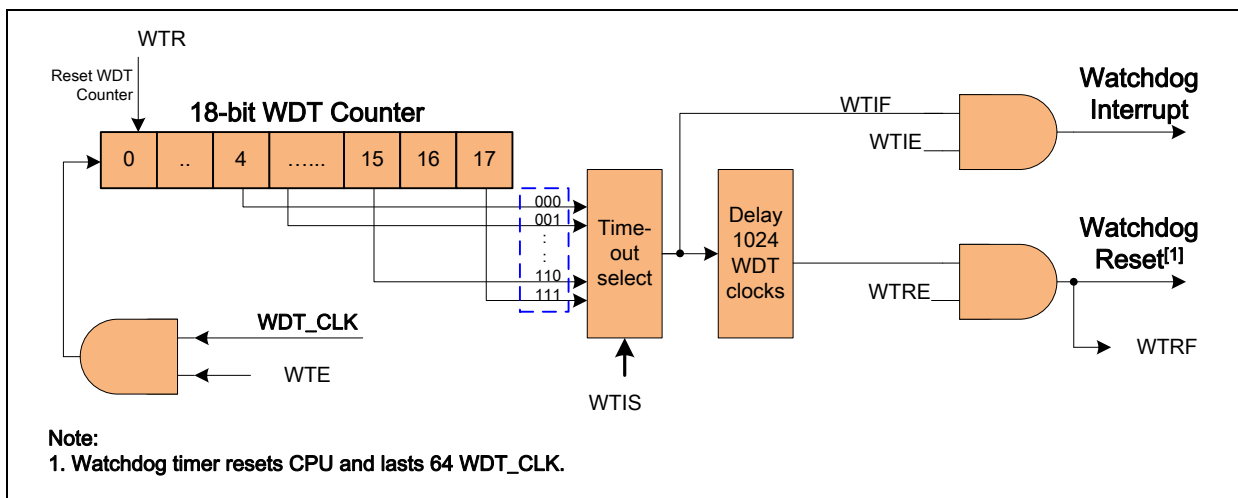 WTR
Reset WDT
Counter
18-bit WDT Counter
0 .. 4 …... 15 16 17
000
001
:
:
110
111
Time-
out
select
WTIS
Delay
1024
WDT
clocks
WTIF
WTIE
Watchdog
Interrupt
WTRE
Watchdog
Reset[1]
WTRF
WDT_CLK
WTE
Note:
1. Watchdog timer resets CPU and lasts 64 WDT_CLK.